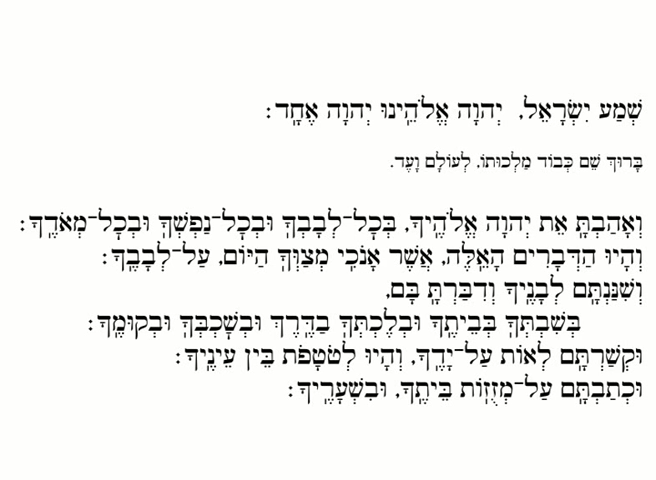 שְׁמַע יִשְׂרָאֵל, יְהוָה אֱלֹהֵינוּ יְהוָה אֶחָֽד׃
בָּרוּךְ שֵׁם כְּבוֹד מַלְכוּתוֹ, לְעוֹלָם וָעֶד.
וְאָהַבְתָּ אֵת יְהוָה אֱלֹהֶיךָ, בְּכָל־לְבָבְךָ וּבְכָל־נַפְשְׁךָ וּבְכָל־מְאֹדֶֽךָ׃
וְהָיוּ הַדְּבָרִים הָאֵלֶּה, אֲשֶׁר אָנֹכִי מְצַוְּךָ הַיּוֹם, עַל־לְבָבֶֽךָ׃
וְשִׁנַּנְתָּם לְבָנֶיךָ וְדִבַּרְתָּ בָּם,
בְּשִׁבְתְּךָ בְּבֵיתֶךָ וּבְלֶכְתְּךָ בַדֶּרֶךְ וּבְשָׁכְבְּךָ וּבְקוּמֶֽךָ׃
וּקְשַׁרְתָּם לְאוֹת עַל־יָדֶךָ, וְהָיוּ לְטֹטָפֹת בֵּין עֵינֶֽיךָ׃
וּכְתַבְתָּם עַל־מְזֻזוֹת בֵּיתֶךָ, וּבִשְׁעָרֶֽיךָ׃